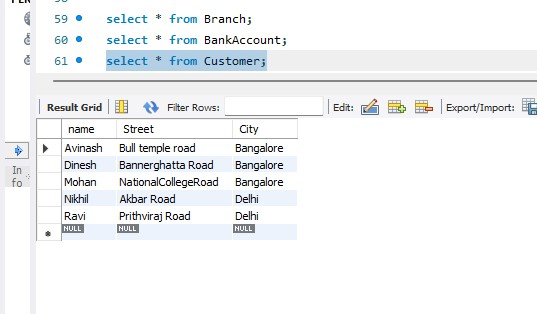 59 select * from Branch;
60 select * from BankAccount;
61 select * from Customer;
Result Grid Filter Rows: Edit: Export/Import:
name Street City
Avinash Bull temple road Bangalore
Dinesh Bannerghatta Road Bangalore
Mohan NationalCollegeRoad Bangalore
Nikhil Akbar Road Delhi
Ravi Prithviraj Road Delhi
NULL NULL NULL
In
fo